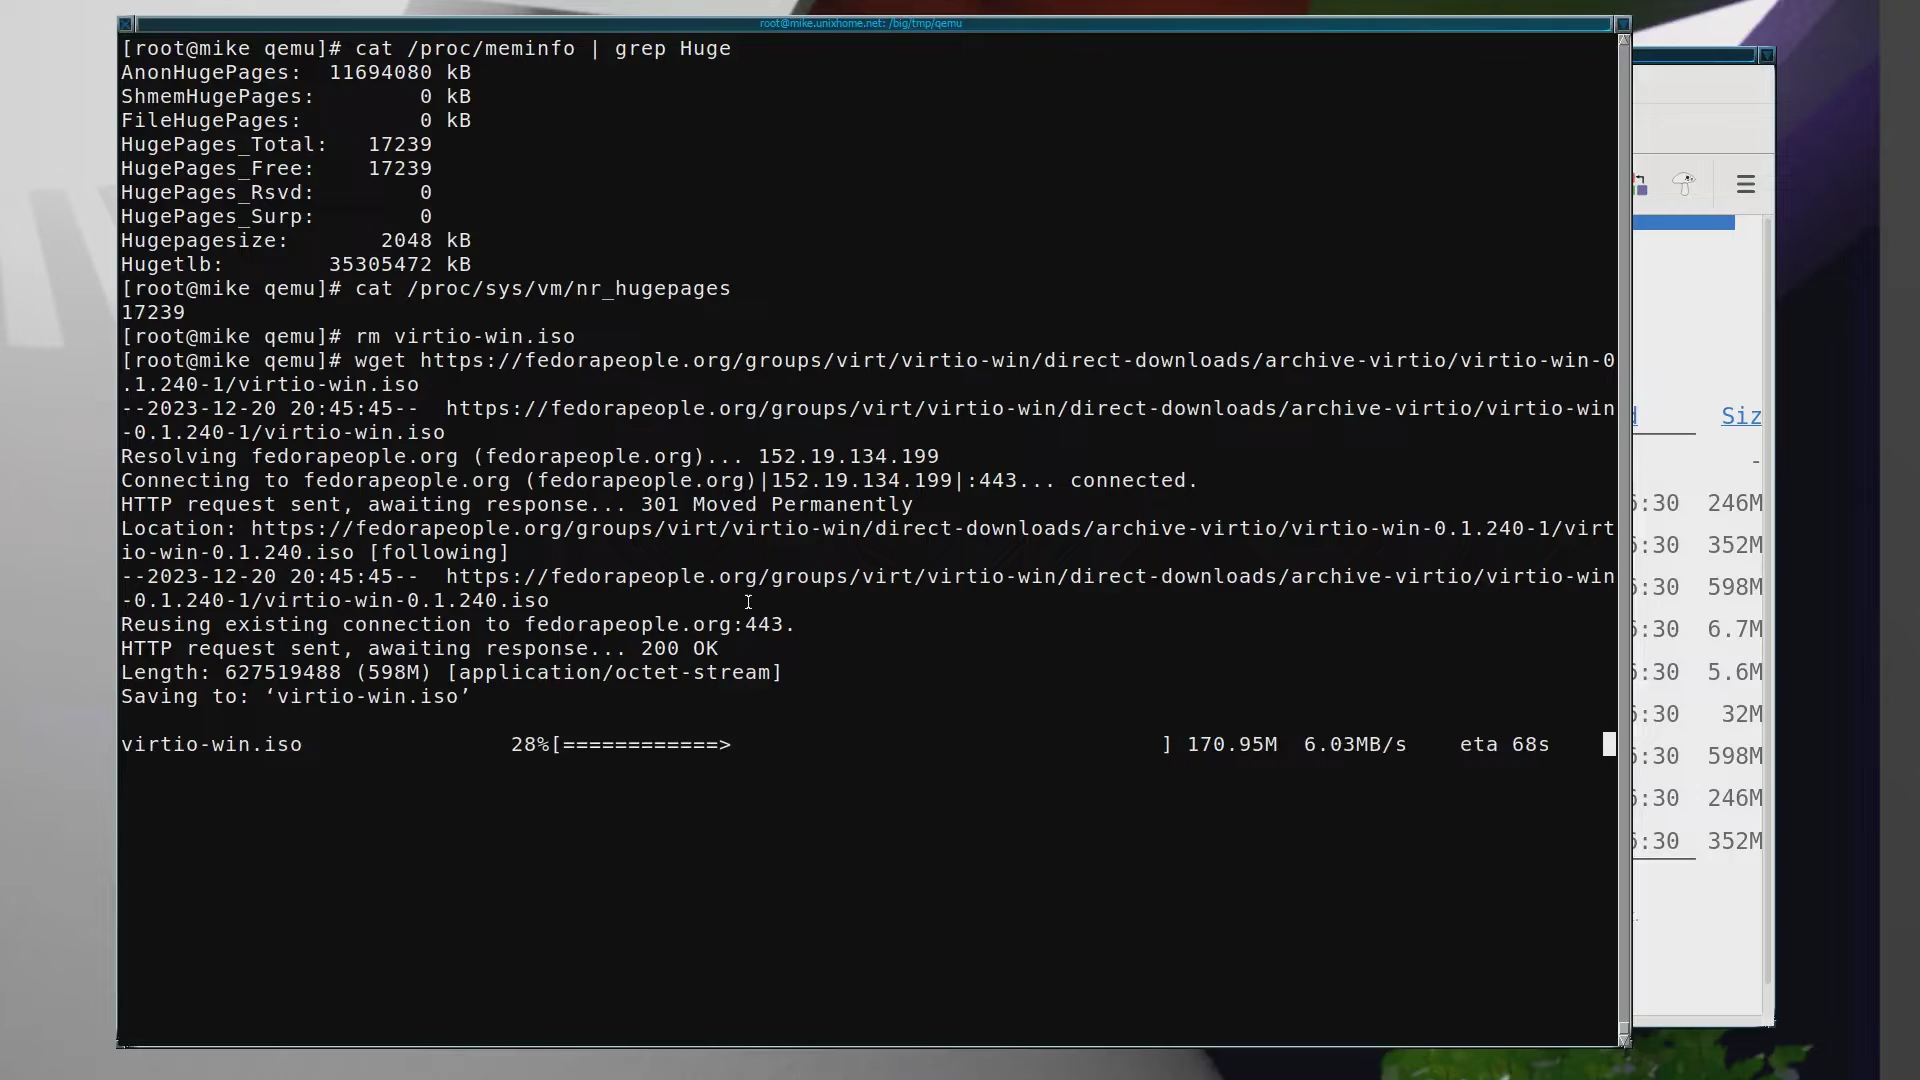 root@mike.unixhome.net: /big/tmp/qemu
[root@mike qemu]# cat /proc/meminfo | grep Huge
AnonHugePages:  11694080 kB
ShmemHugePages:        0 kB
FileHugePages:         0 kB
HugePages_Total:   17239
HugePages_Free:    17239
HugePages_Rsvd:        0
HugePages_Surp:        0
Hugepagesize:       2048 kB
Hugetlb:        35305472 kB
[root@mike qemu]# cat /proc/sys/vm/nr_hugepages
17239
[root@mike qemu]# rm virtio-win.iso
[root@mike qemu]# wget https://fedorapeople.org/groups/virt/virtio-win/direct-downloads/archive-virtio/virtio-win-0
.1.240-1/virtio-win.iso
--2023-12-20 20:45:45--  https://fedorapeople.org/groups/virt/virtio-win/direct-downloads/archive-virtio/virtio-win
-0.1.240-1/virtio-win.iso
Resolving fedorapeople.org (fedorapeople.org)... 152.19.134.199
Connecting to fedorapeople.org (fedorapeople.org)|152.19.134.199|:443... connected.
HTTP request sent, awaiting response... 301 Moved Permanently
Location: https://fedorapeople.org/groups/virt/virtio-win/direct-downloads/archive-virtio/virtio-win-0.1.240-1/virt
io-win-0.1.240.iso [following]
--2023-12-20 20:45:45--  https://fedorapeople.org/groups/virt/virtio-win/direct-downloads/archive-virtio/virtio-win
-0.1.240-1/virtio-win-0.1.240.iso
Reusing existing connection to fedorapeople.org:443.
HTTP request sent, awaiting response... 200 OK
Length: 627519488 (598M) [application/octet-stream]
Saving to: ‘virtio-win.iso’
virtio-win.iso                28%[============>                                 ] 170.95M  6.03MB/s    eta 68s
Siz
-
:30 246M
:30 352M
:30 598M
:30 6.7M
:30 5.6M
:30 32M
:30 598M
:30 246M
:30 352M